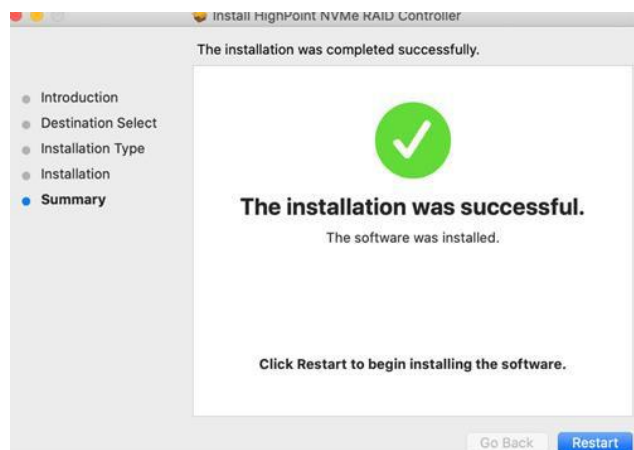 Install HighPoint NVMe RAID Controller
The installation was completed successfully.
Introduction
Destination Select
Installation Type
Installation
Summary
The installation was successful.
The software was installed.
Click Restart to begin installing the software.
Go Back
Restart